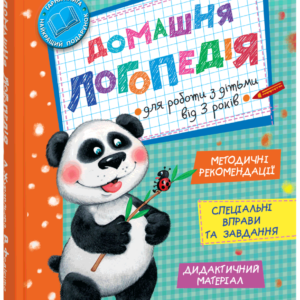 ДОМАШНЯ
ЛОГОПЕДІЯ
для роботи з дітьми
від 3 років
МЕТОДИЧНІ
РЕКОМЕНДАЦІЇ
СПЕЦІАЛЬНІ
ВПРАВИ
ТА ЗАВДАННЯ
ДИДАКТИЧНИЙ
МАТЕРІАЛ